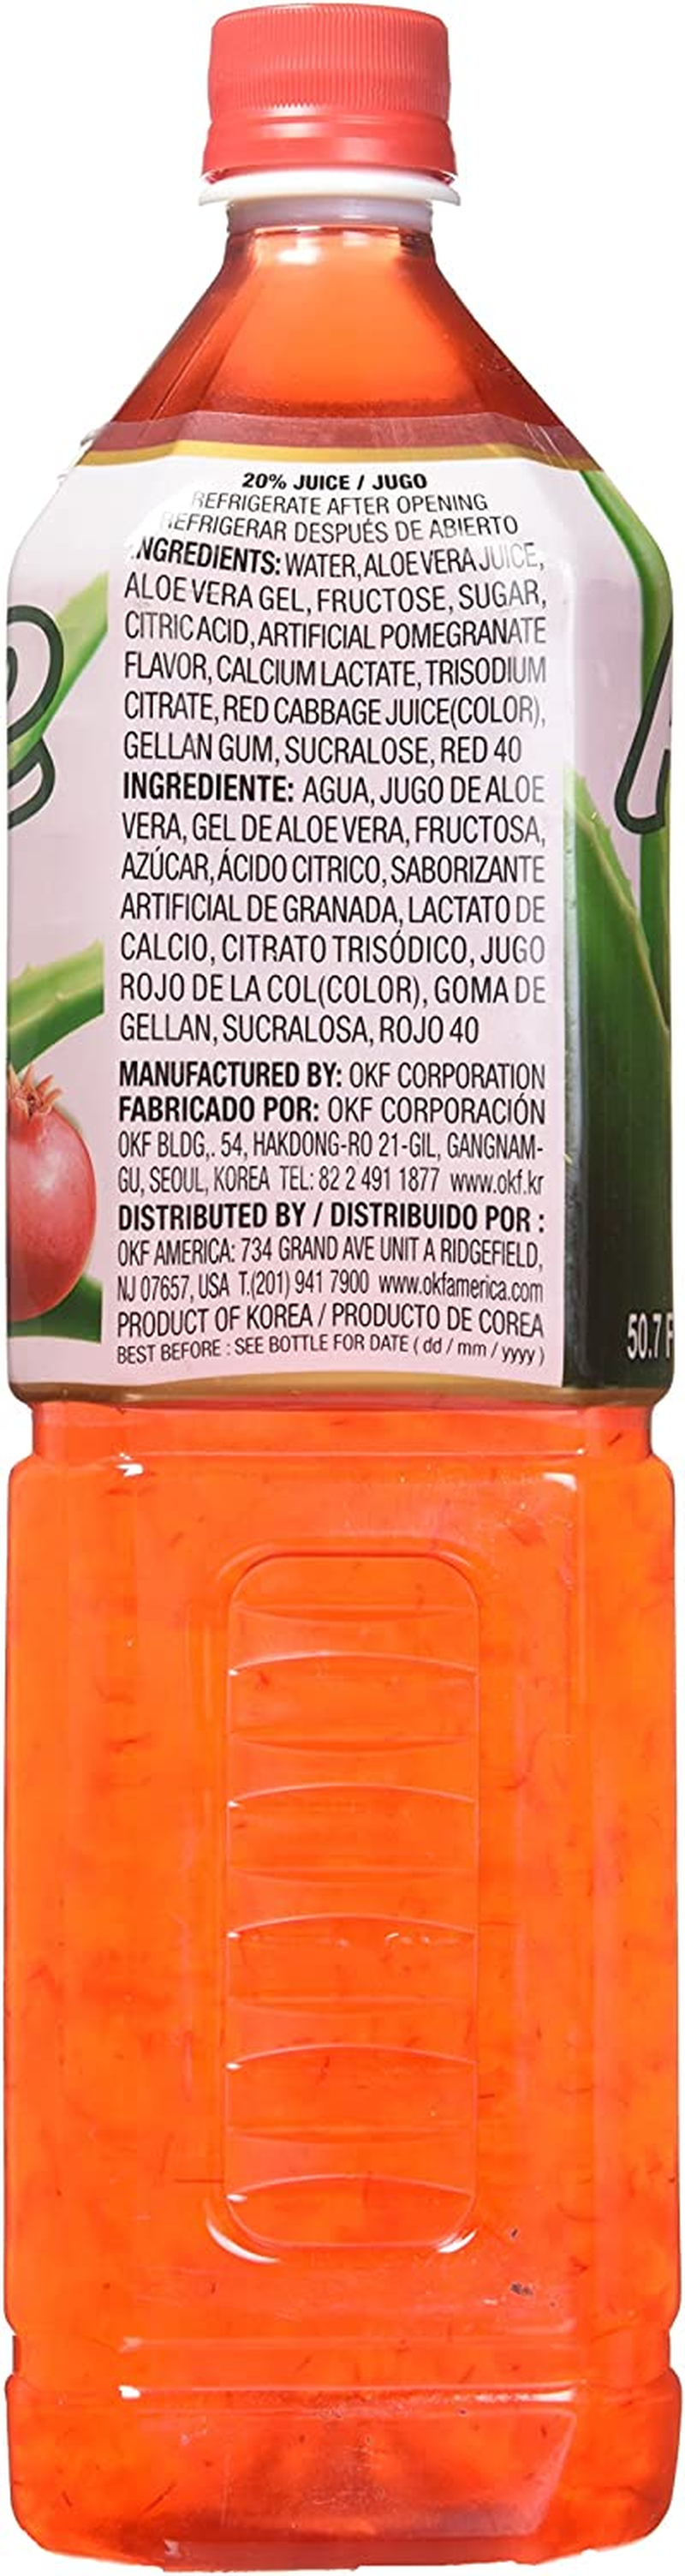 20% JUICE / JUGO
REFRIGERATE AFTER OPENING
REFRIGERAR DESPUÉS DE ABIERTO
INGREDIENTS: WATER, ALOE VERA JUICE,
ALOE VERA GEL, FRUCTOSE, SUGAR,
CITRIC ACID, ARTIFICIAL POMEGRANATE
FLAVOR, CALCIUM LACTATE, TRISODIUM
CITRATE, RED CABBAGE JUICE(COLOR),
GELLAN GUM, SUCRALOSE, RED 40
INGREDIENTE: AGUA, JUGO DE ALOE
VERA, GEL DE ALOE VERA, FRUCTOSA,
AZÚCAR, ÁCIDO CITRICO, SABORIZANTE
ARTIFICIAL DE GRANADA, LACTATO DE
CALCIO, CITRATO TRISÓDICO, JUGO
ROJO DE LA COL(COLOR), GOMA DE
GELLAN, SUCRALOSA, ROJO 40
MANUFACTURED BY: OKF CORPORATION
FABRICADO POR: OKF CORPORACIÓN
OKF BLDG,. 54, HAKDONG-RO 21-GIL, GANGNAM-
GU, SEOUL, KOREA TEL: 82 2 491 1877 www.okf.kr
DISTRIBUTED BY / DISTRIBUIDO POR :
OKF AMERICA: 734 GRAND AVE UNIT A RIDGEFIELD,
NJ 07657, USA T.(201) 941 7900 www.okfamerica.com
PRODUCT OF KOREA / PRODUCTO DE COREA
BEST BEFORE : SEE BOTTLE FOR DATE ( dd / mm / yyyy )
50.7 F